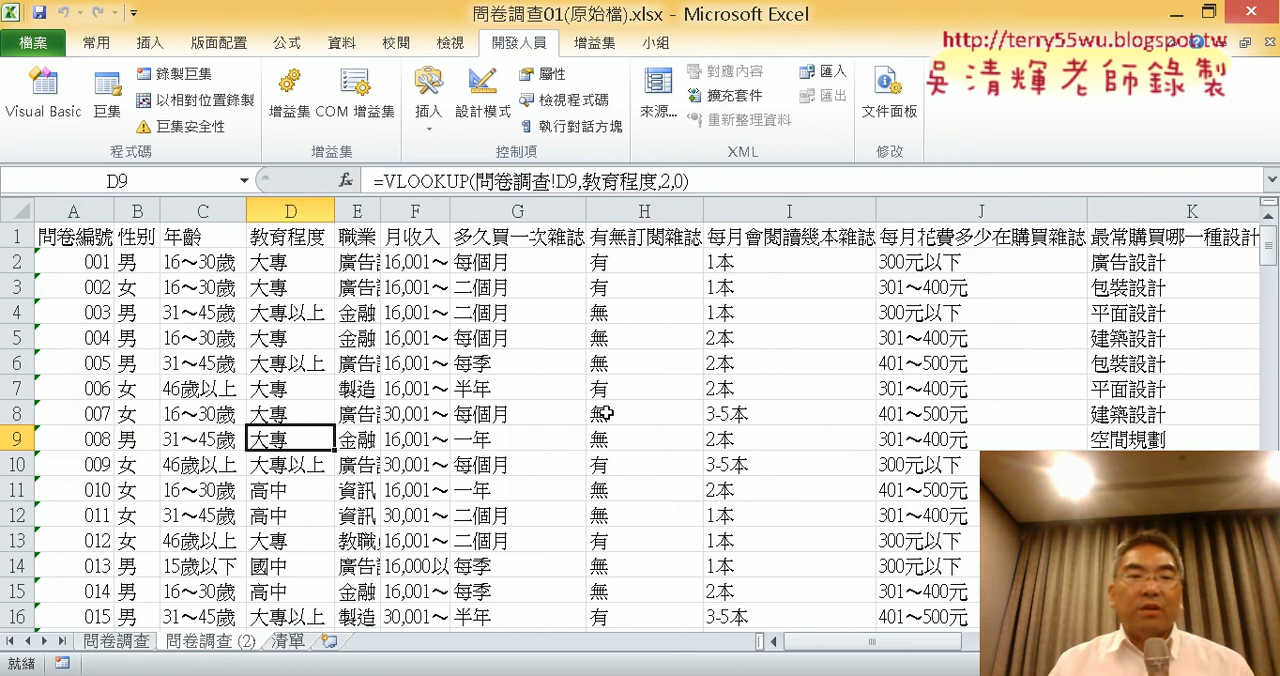 問卷調查01(原始檔).xlsx - Microsoft Excel
檔案 常用 插入 版面配置 公式 資料 校閱 檢視 開發人員 增益集 小組
http://terry55wu.blogspot.tw
吳清輝老師錄製
Visual Basic 巨集 錄製巨集 以相對位置錄製 巨集安全性 程式碼
增益集 COM 增益集 增益集
插入 設計模式 屬性 檢視程式碼 執行對話方塊 控制項
來源... 對應內容 擴充套件 重新整理資料 匯入 匯出 XML
文件面板 修改
D9 fx =VLOOKUP(問卷調查!D9,教育程度,2,0)
A B C D E F G H I J K
1 問卷編號 性別 年齡 教育程度 職業 月收入 多久買一次雜誌 有無訂閱雜誌 每月會閱讀幾本雜誌 每月花費多少在購買雜誌 最常購買哪一種設計
2 001 男 16～30歲 大專 廣告 16,001～ 每個月 有 1本 300元以下 廣告設計
3 002 女 16～30歲 大專 廣告 16,001～ 二個月 有 1本 301～400元 包裝設計
4 003 男 31～45歲 大專以上 金融 16,001～ 二個月 無 1本 300元以下 平面設計
5 004 男 16～30歲 大專 金融 16,001～ 每個月 無 2本 301～400元 建築設計
6 005 男 31～45歲 大專以上 廣告 16,001～ 每季 無 2本 401～500元 包裝設計
7 006 女 46歲以上 大專 製造 16,001～ 半年 有 2本 301～400元 平面設計
8 007 女 16～30歲 大專 廣告 30,001～ 每個月 無 3-5本 401～500元 建築設計
9 008 男 31～45歲 大專 金融 16,001～ 一年 無 2本 301～400元 空間規劃
10 009 女 46歲以上 大專以上 廣告 30,001～ 每個月 有 3-5本 300元以下
11 010 女 16～30歲 高中 資訊 16,001～ 一年 無 2本 401～500元
12 011 女 31～45歲 高中 資訊 30,001～ 二個月 無 1本 301～400元
13 012 女 46歲以上 大專 教職 16,001～ 二個月 有 1本 300元以下
14 013 男 15歲以下 國中 廣告 16,000以 每季 無 1本 300元以下
15 014 男 16～30歲 高中 金融 16,001～ 每季 無 2本 301～400元
16 015 男 31～45歲 大專以上 製造 30,001～ 半年 有 3-5本 401～500元
問卷調查 問卷調查 (2) 清單
就緒